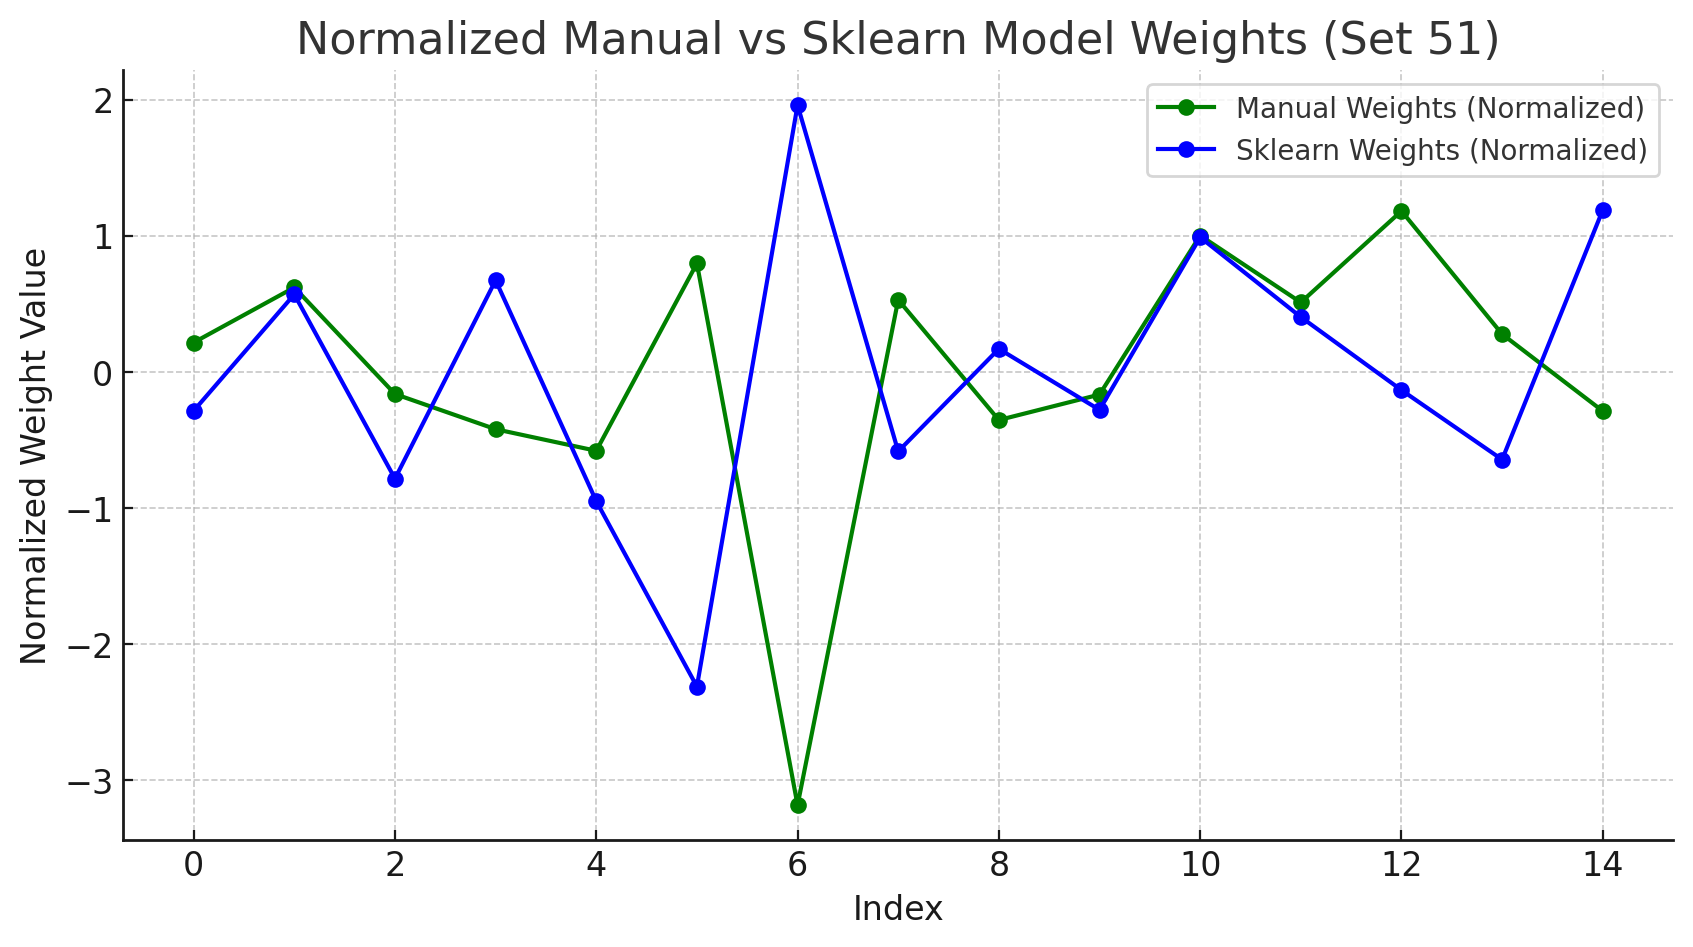 Normalized Manual vs Sklearn Model Weights (Set 51)
Manual Weights (Normalized)
Sklearn Weights (Normalized)
Normalized Weight Value
2
1
0
−1
−2
−3
0 2 4 6 8 10 12 14
Index